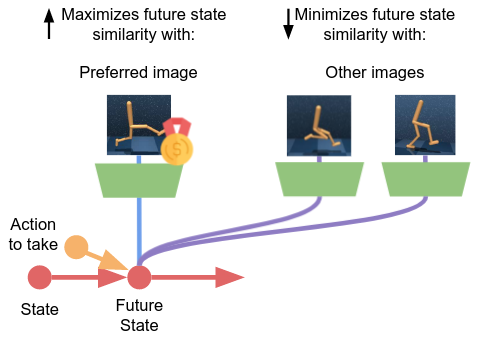 Maximizes future state
similarity with:
Minimizes future state
similarity with:
Preferred image
Other images
$
Action
to take
State
Future
State